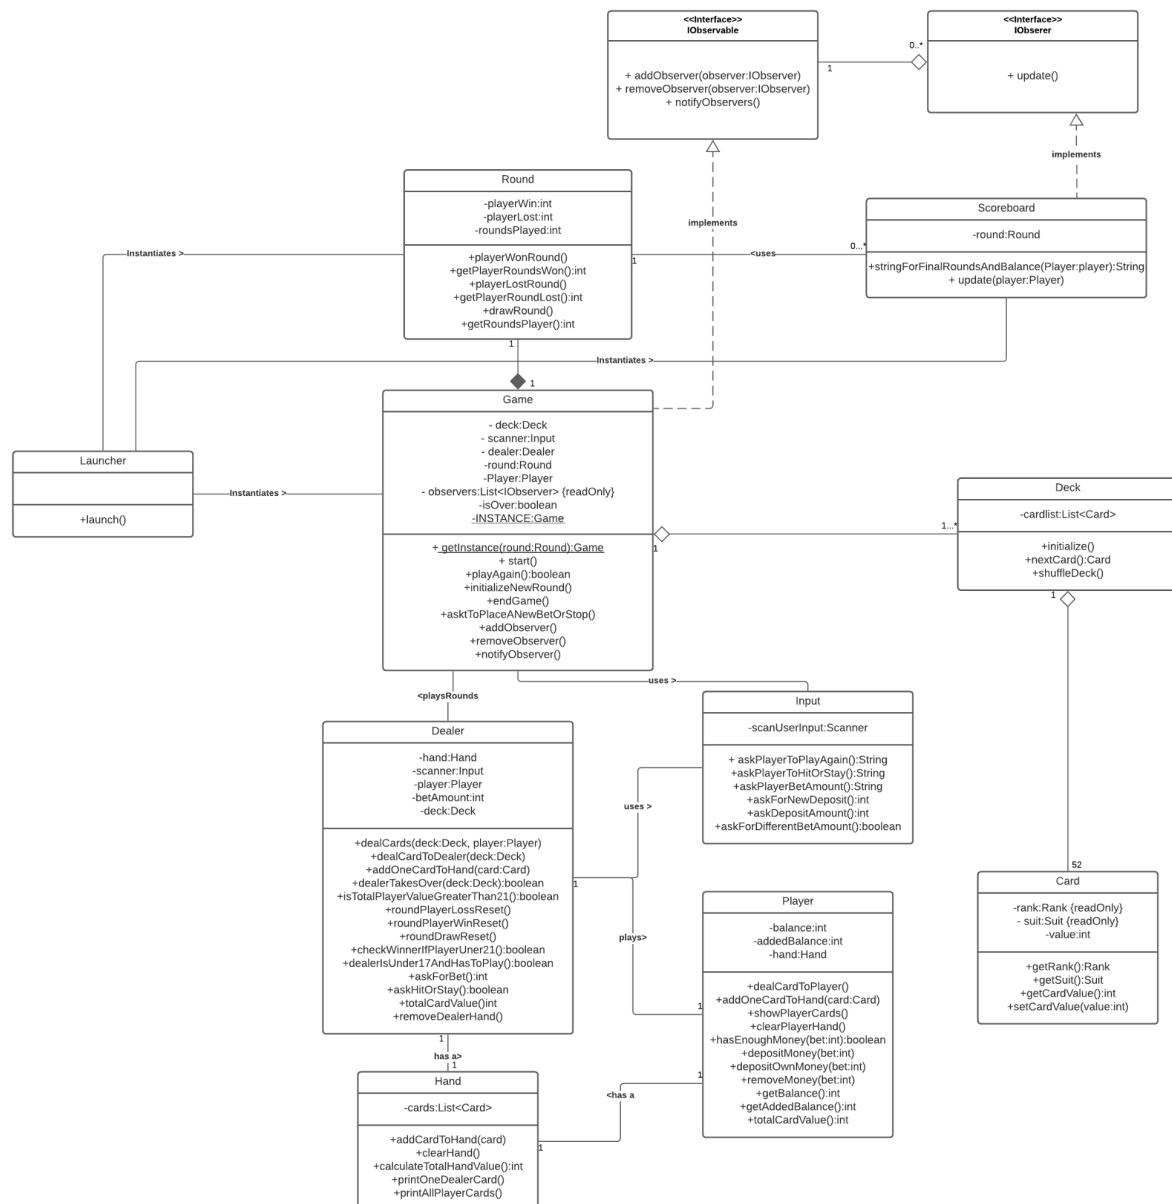 <<Interface>>
IObservable
+ addObserver(observer:IObserver)
+ removeObserver(observer:IObserver)
+ notifyObservers()
<<Interface>>
IObserer
+ update()
0..*
1
implements
implements
Round
-playerWin:int
-playerLost:int
-roundsPlayed:int
+playerWonRound()
+getPlayerRoundsWon():int
+playerLostRound()
+getPlayerRoundLost():int
+drawRound()
+getRoundsPlayer():int
Scoreboard
-round:Round
+stringForFinalRoundsAndBalance(Player:player):String
+ update(player:Player)
Instantiates >
1
<uses
0...*
Instantiates >
1
1
Game
- deck:Deck
- scanner:Input
- dealer:Dealer
-round:Round
-Player:Player
- observers:List<IObserver> {readOnly}
-isOver:boolean
-INSTANCE:Game
+ getInstance(round:Round):Game
+ start()
+playAgain():boolean
+initializeNewRound()
+endGame()
+asktToPlaceANewBetOrStop()
+addObserver()
+removeObserver()
+notifyObserver()
Launcher
+launch()
Instantiates >
1
1...*
Deck
-cardlist:List<Card>
+initialize()
+nextCard():Card
+shuffleDeck()
1
<playsRounds
uses >
Input
-scanUserInput:Scanner
+ askPlayerToPlayAgain():String
+askPlayerToHitOrStay():String
+askPlayerBetAmount():String
+askForNewDeposit():int
+askDepositAmount():int
+askForDifferentBetAmount():boolean
Dealer
-hand:Hand
-scanner:Input
-player:Player
-betAmount:int
-deck:Deck
+dealCards(deck:Deck, player:Player)
+dealCardToDealer(deck:Deck)
+addOneCardToHand(card:Card)
+dealerTakesOver(deck:Deck):boolean
+isTotalPlayerValueGreaterThan21():boolean
+roundPlayerLossReset()
+roundPlayerWinReset()
+roundDrawReset()
+checkWinnerIfPlayerUner21():boolean
+dealerIsUnder17AndHasToPlay():boolean
+askForBet():int
+askHitOrStay():boolean
+totalCardValue()int
+removeDealerHand()
uses >
1
plays>
1
52
Card
-rank:Rank {readOnly}
- suit:Suit {readOnly}
-value:int
+getRank():Rank
+getSuit():Suit
+getCardValue():int
+setCardValue(value:int)
Player
-balance:int
-addedBalance:int
-hand:Hand
+dealCardToPlayer()
+addOneCardToHand(card:Card)
+showPlayerCards()
+clearPlayerHand()
+hasEnoughMoney(bet:int):boolean
+depositMoney(bet:int)
+depositOwnMoney(bet:int)
+removeMoney(bet:int)
+getBalance():int
+getAddedBalance():int
+totalCardValue():int
1
has a>
1
Hand
-cards:List<Card>
+addCardToHand(card)
+clearHand()
+calculateTotalHandValue():int
+printOneDealerCard()
+printAllPlayerCards()
<has a
1
1